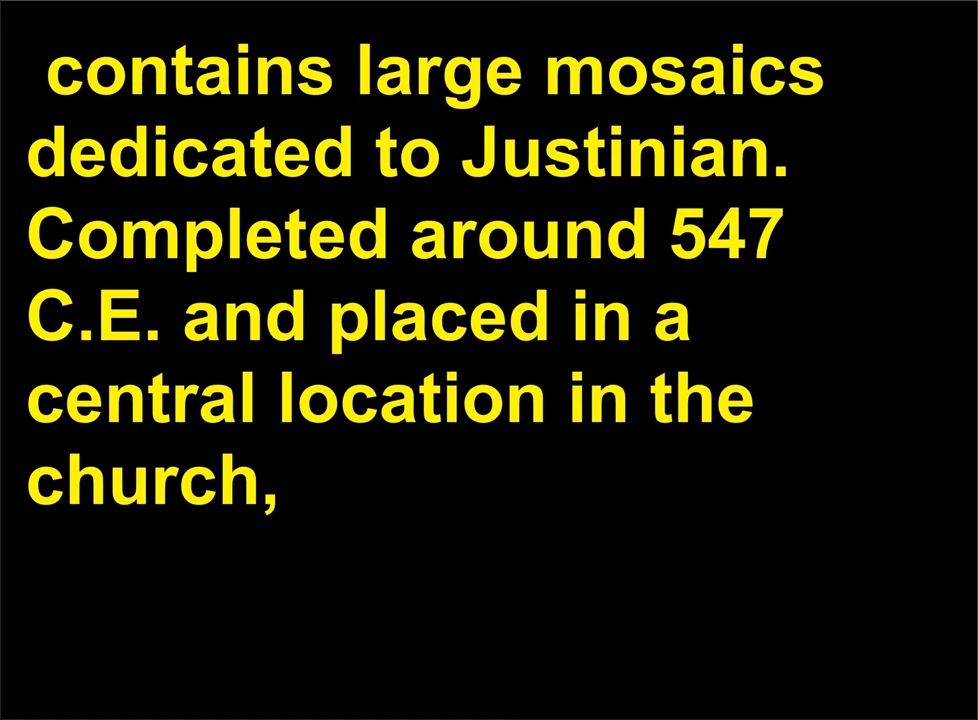 contains large mosaics
dedicated to Justinian.
Completed around 547
C.E. and placed in a
central location in the
church,